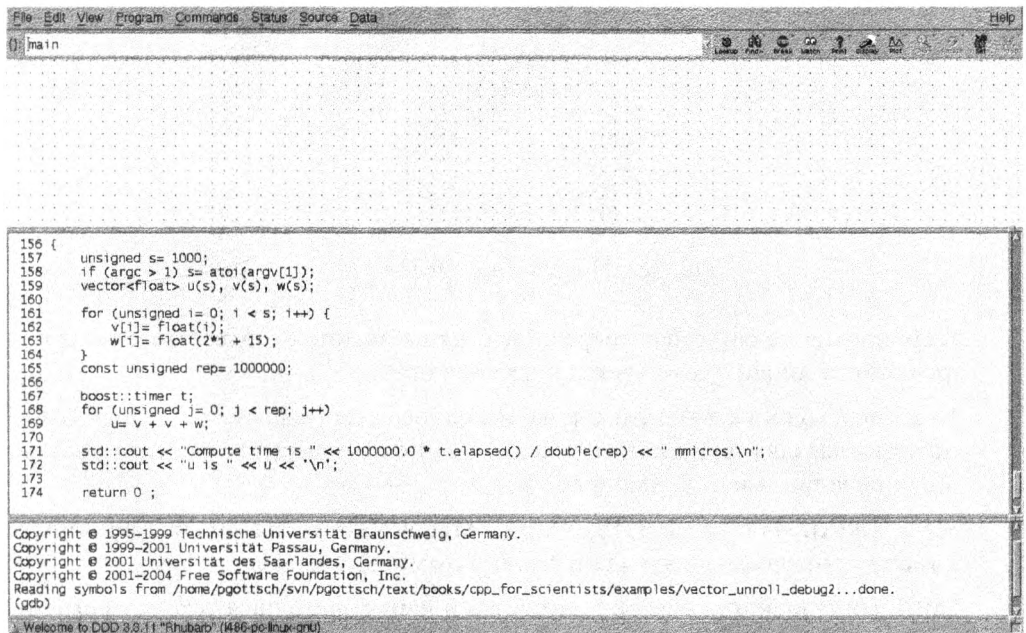 File Edit View Program Commands Status Source Data Help
(): main
Lookup Find» Break Watch Print Display Plot
156 {
157 unsigned s= 1000;
158 if (argc > 1) s= atoi(argv[1]);
159 vector<float> u(s), v(s), w(s);
160
161 for (unsigned i= 0; i < s; i++) {
162 v[i]= float(i);
163 w[i]= float(2*i + 15);
164 }
165 const unsigned rep= 1000000;
166
167 boost::timer t;
168 for (unsigned j= 0; j < rep; j++)
169 u= v + v + w;
170
171 std::cout << "Compute time is " << 1000000.0 * t.elapsed() / double(rep) << " mmicros.\n";
172 std::cout << "u is " << u << '\n';
173
174 return 0 ;
Copyright © 1995-1999 Technische Universität Braunschweig, Germany.
Copyright © 1999-2001 Universität Passau, Germany.
Copyright © 2001 Universität des Saarlandes, Germany.
Copyright © 2001-2004 Free Software Foundation, Inc.
Reading symbols from /home/pgottsch/svn/pgottsch/text/books/cpp_for_scientists/examples/vector_unroll_debug2...done.
(gdb)
Welcome to DDD 3.3.11 "Rhubarb" (i486-pc-linux-gnu)